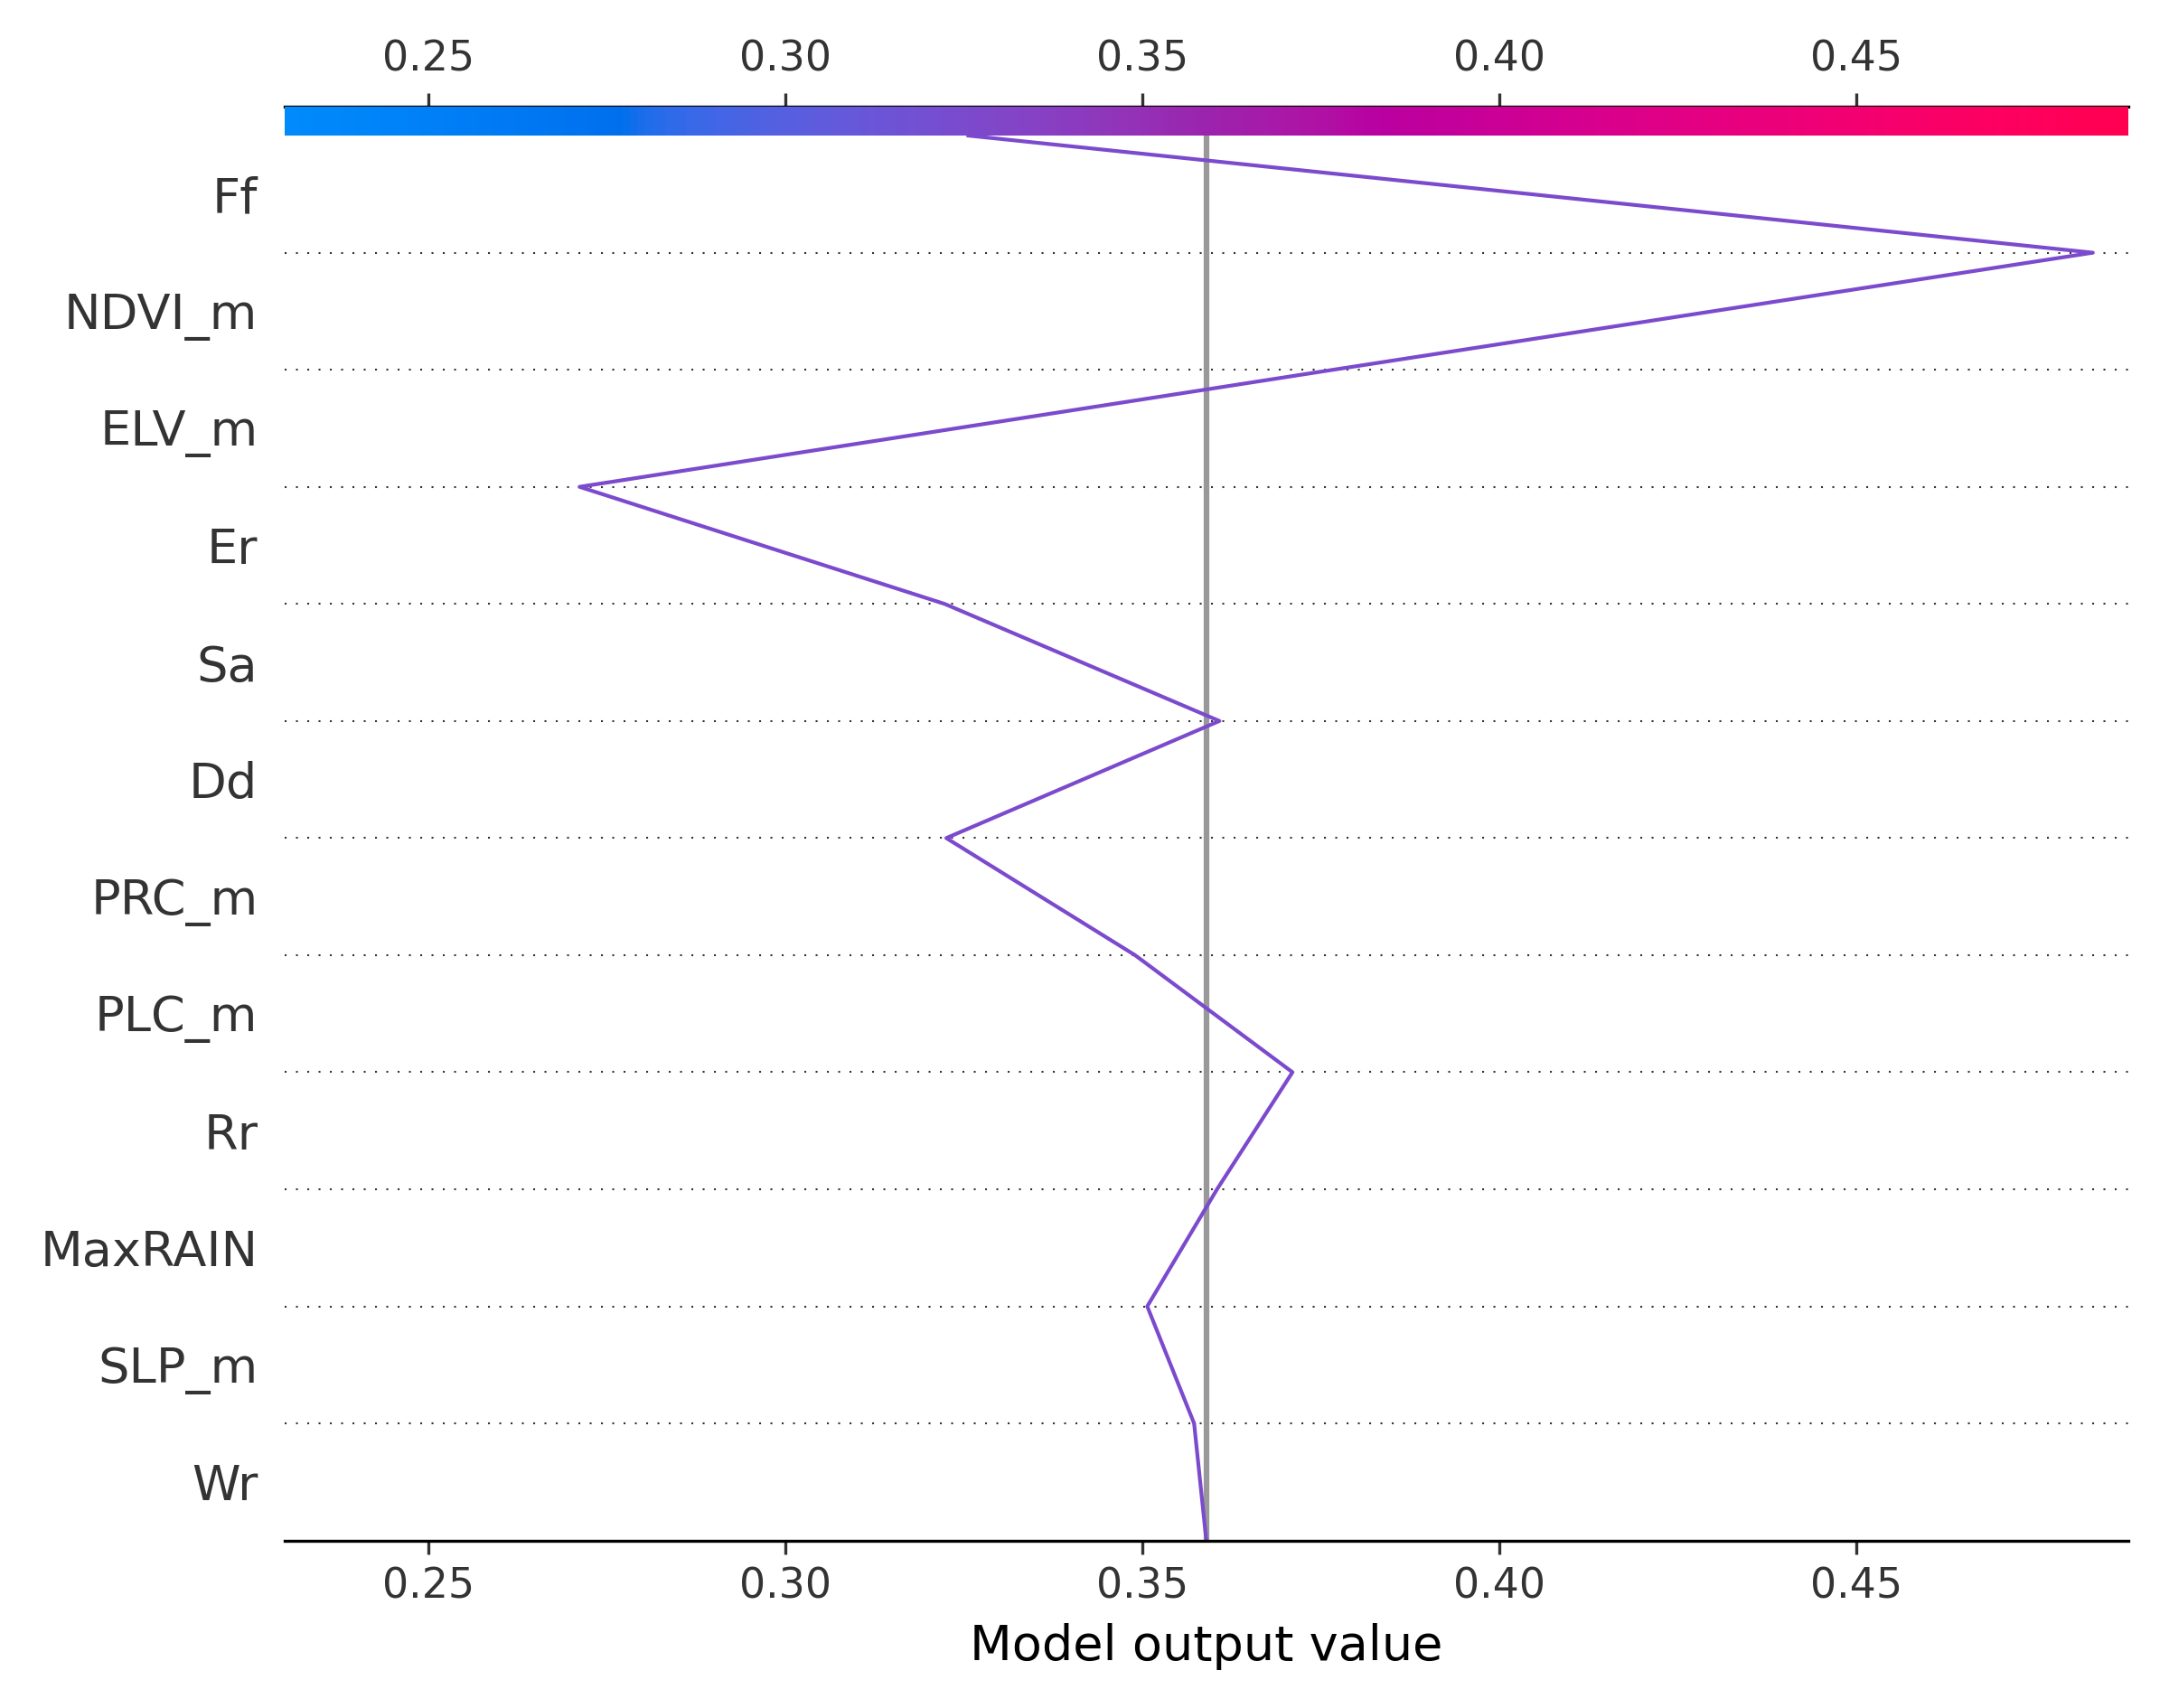 0.25 0.30 0.35 0.40 0.45
Ff
NDVI_m
ELV_m
Er
Sa
Dd
PRC_m
PLC_m
Rr
MaxRAIN
SLP_m
Wr
0.25 0.30 0.35 0.40 0.45
Model output value